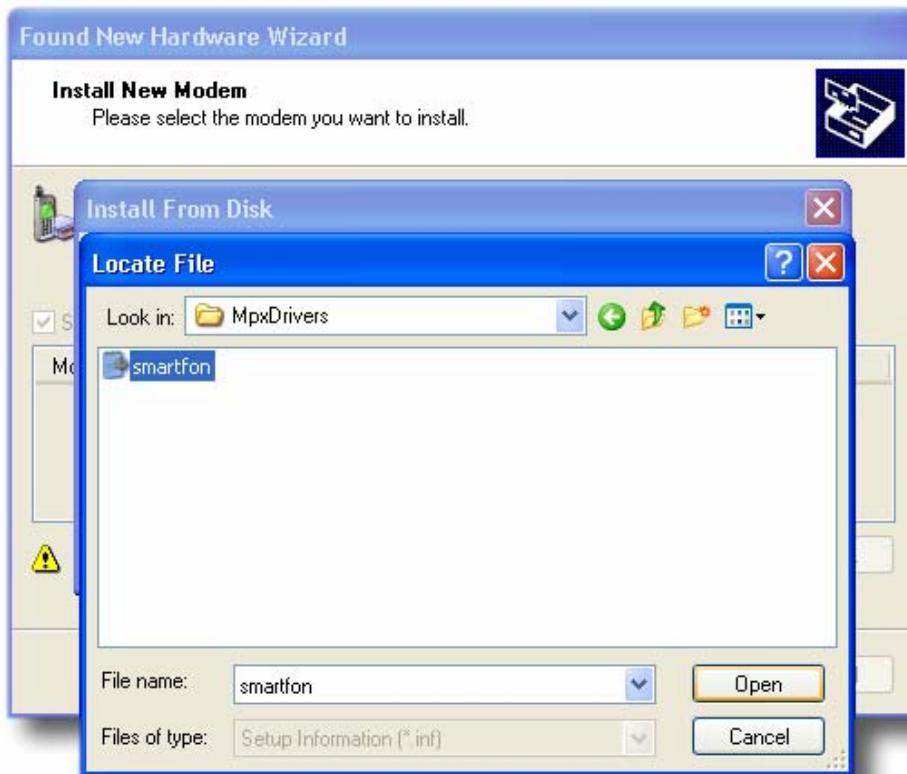 Found New Hardware Wizard
Install New Modem
Please select the modem you want to install.
Install From Disk
Locate File
Look in: MpxDrivers
S
Mo
smartfon
File name: smartfon
Open
Files of type: Setup Information (*.inf)
Cancel